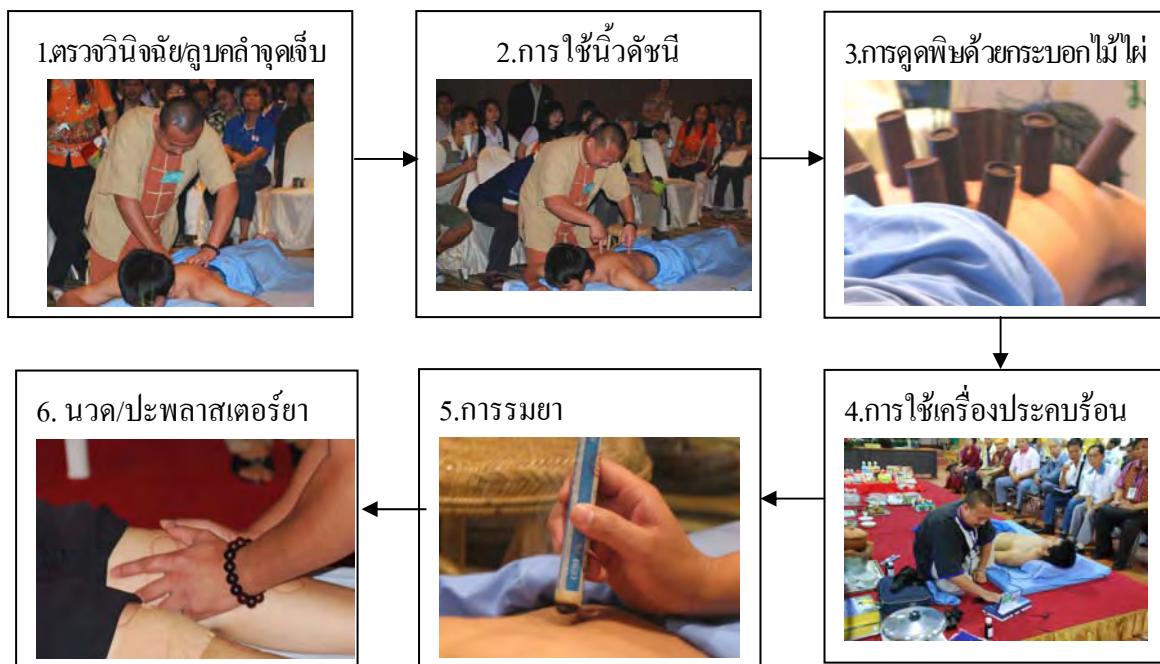 1.ตรวจวินิจฉัย/ลูบคลำจุดเจ็บ
2.การใช้นิ้วดัชนี
3.การดูดพิษด้วยกระบอกไม้ไผ่
4.การใช้เครื่องประคบร้อน
5.การรมยา
6. นวด/ปะพลาสเตอร์ยา